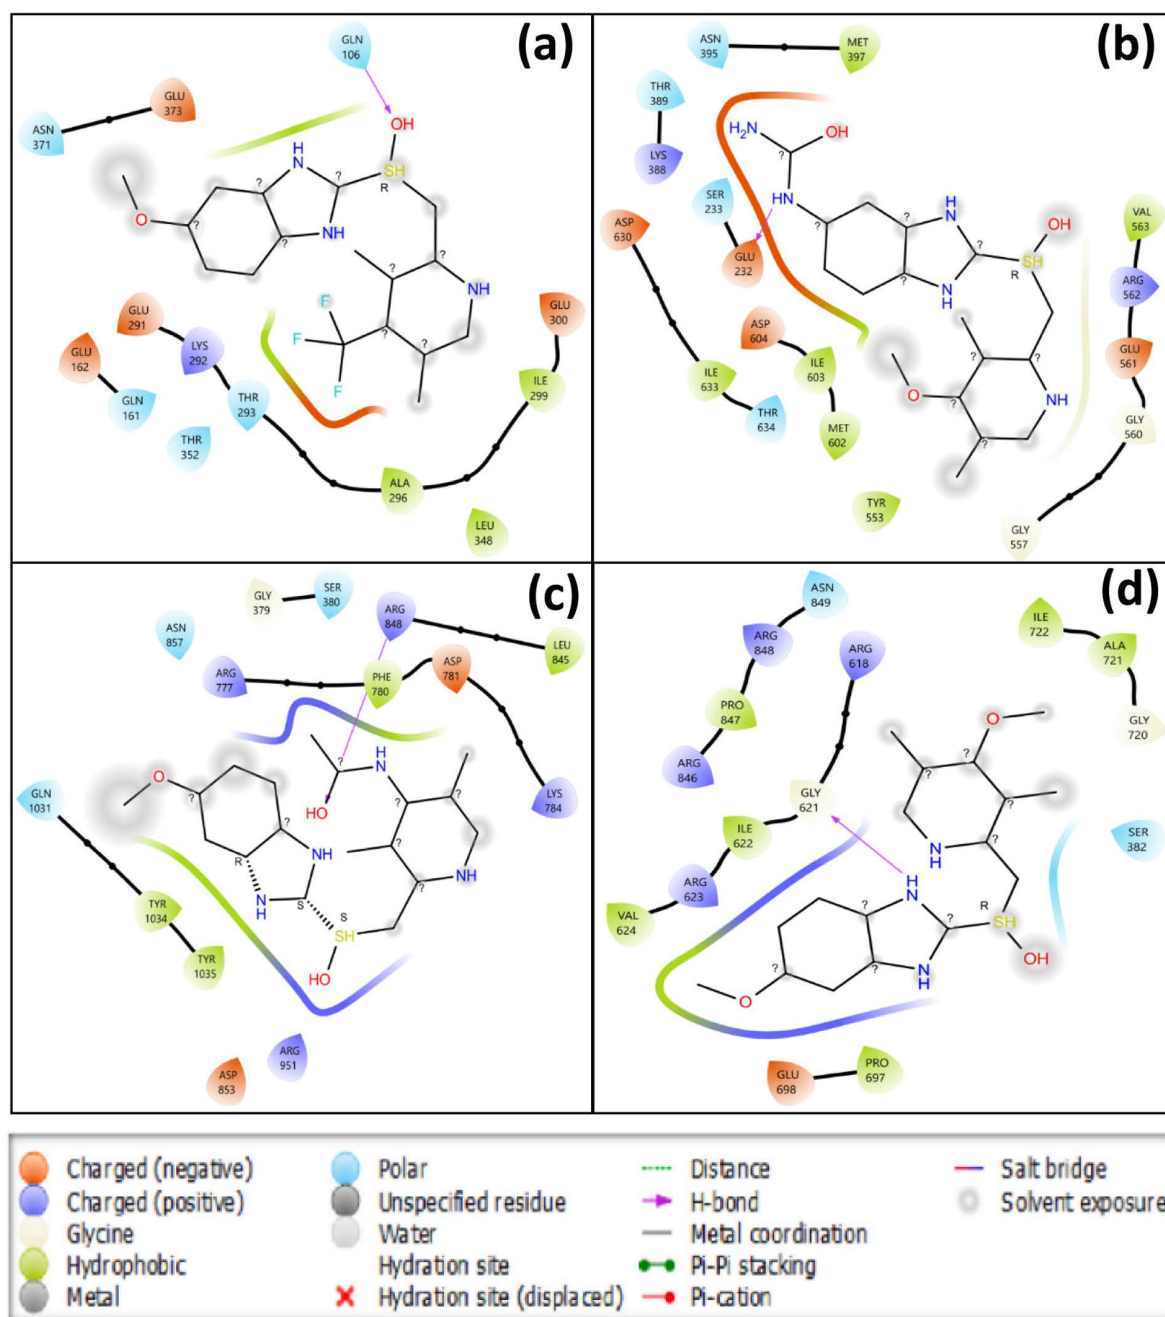 (a)
GLN
106
GLU
373
ASN
371
OH
H
N
?
SH
R
?
?
NH
?
O
?
?
NH
F
F
F
?
?
GLU
291
LYS
292
GLU
162
GLN
161
THR
293
THR
352
GLU
300
ILE
299
ALA
296
LEU
348
(b)
ASN
395
MET
397
THR
389
LYS
388
H₂N
OH
?
NH
SER
233
GLU
232
ASP
630
?
?
H
N
?
?
N
H
OH
SH
R
VAL
563
ARG
562
GLU
561
GLY
560
ASP
604
ILE
603
ILE
633
THR
634
MET
602
?
?
O
?
?
NH
TYR
553
GLY
557
(c)
GLY
379
SER
380
ARG
848
ASN
857
LEU
845
ARG
777
PHE
780
ASP
781
O
?
?
H
N
HO
?
?
?
?
LYS
784
GLN
1031
R
NH
N
H
S
S
SH
HO
?
NH
TYR
1034
TYR
1035
ARG
951
ASP
853
(d)
ASN
849
ARG
848
ARG
618
ILE
722
ALA
721
PRO
847
GLY
720
ARG
846
O
?
?
?
GLY
621
ILE
622
SER
382
NH
?
ARG
623
VAL
624
H
N
R
?
?
SH
?
?
N
H
OH
O
GLU
698
PRO
697
Charged (negative)
Charged (positive)
Glycine
Hydrophobic
Metal
Polar
Unspecified residue
Water
Hydration site
Hydration site (displaced)
Distance
H-bond
Metal coordination
Pi-Pi stacking
Pi-cation
Salt bridge
Solvent exposure